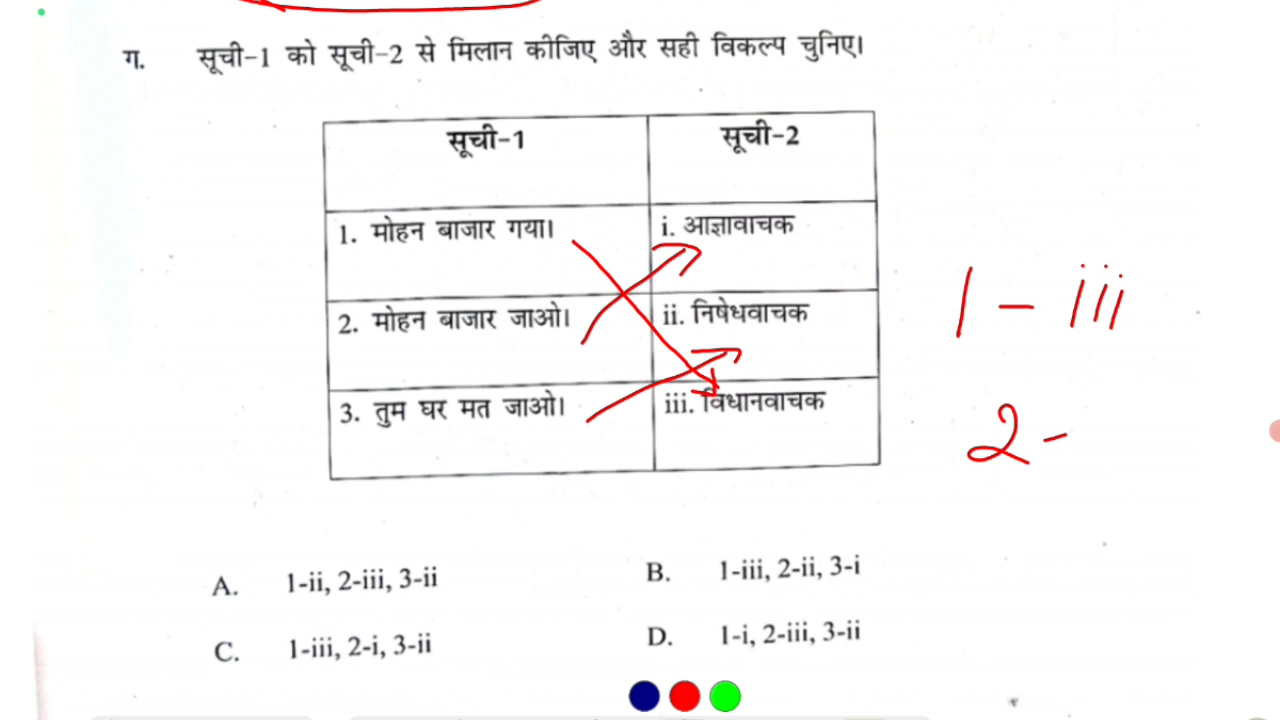 ग. सूची-1 को सूची-2 से मिलान कीजिए और सही विकल्प चुनिए।
सूची-1 सूची-2
1. मोहन बाजार गया। i. आज्ञावाचक
2. मोहन बाजार जाओ। ii. निषेधवाचक
3. तुम घर मत जाओ। iii. विधानवाचक
1 - iii
2 -
A. 1-ii, 2-iii, 3-ii B. 1-iii, 2-ii, 3-i
C. 1-iii, 2-i, 3-ii D. 1-i, 2-iii, 3-ii